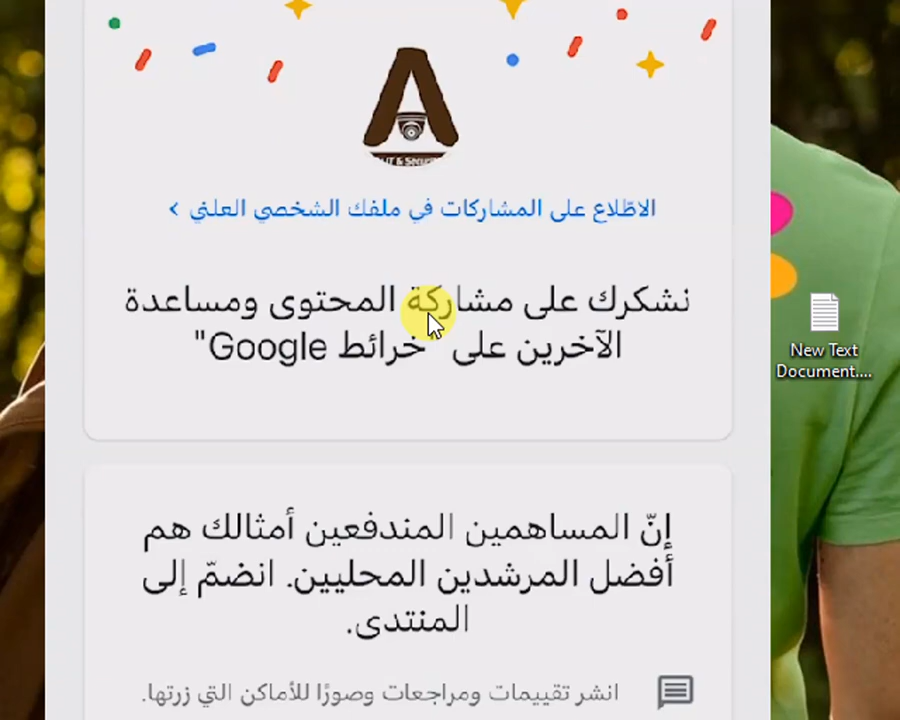 IT & Securi
الاطّلاع على المشاركات في ملفك الشخصي العلني >
نشكرك على مشاركة المحتوى ومساعدة
الآخرين على "خرائط Google"
إنّ المساهمين المندفعين أمثالك هم
أفضل المرشدين المحليين. انضمّ إلى
المنتدى.
انشر تقييمات ومراجعات وصورًا للأماكن التي زرتها.
New Text
Document....